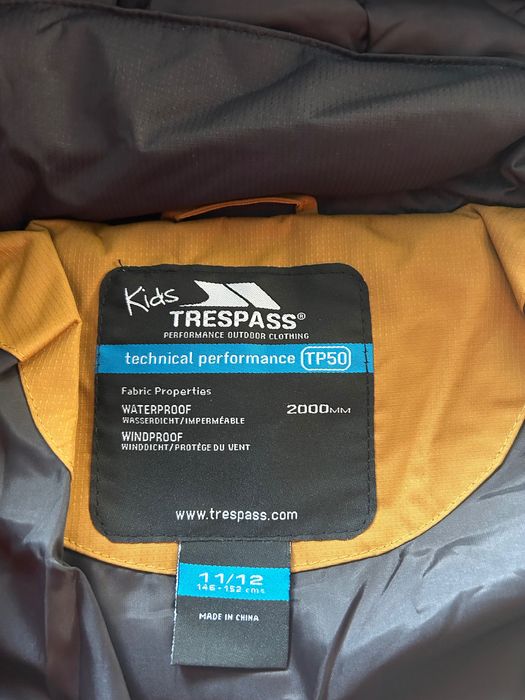 Kids
TRESPASS®
PERFORMANCE OUTDOOR CLOTHING
technical performance TP50
Fabric Properties
WATERPROOF 2000MM
WASSERDICHT/IMPERMÉABLE
WINDPROOF
WINDDICHT/PROTÈGE DU VENT
www.trespass.com
11/12
146 - 152 cms
MADE IN CHINA